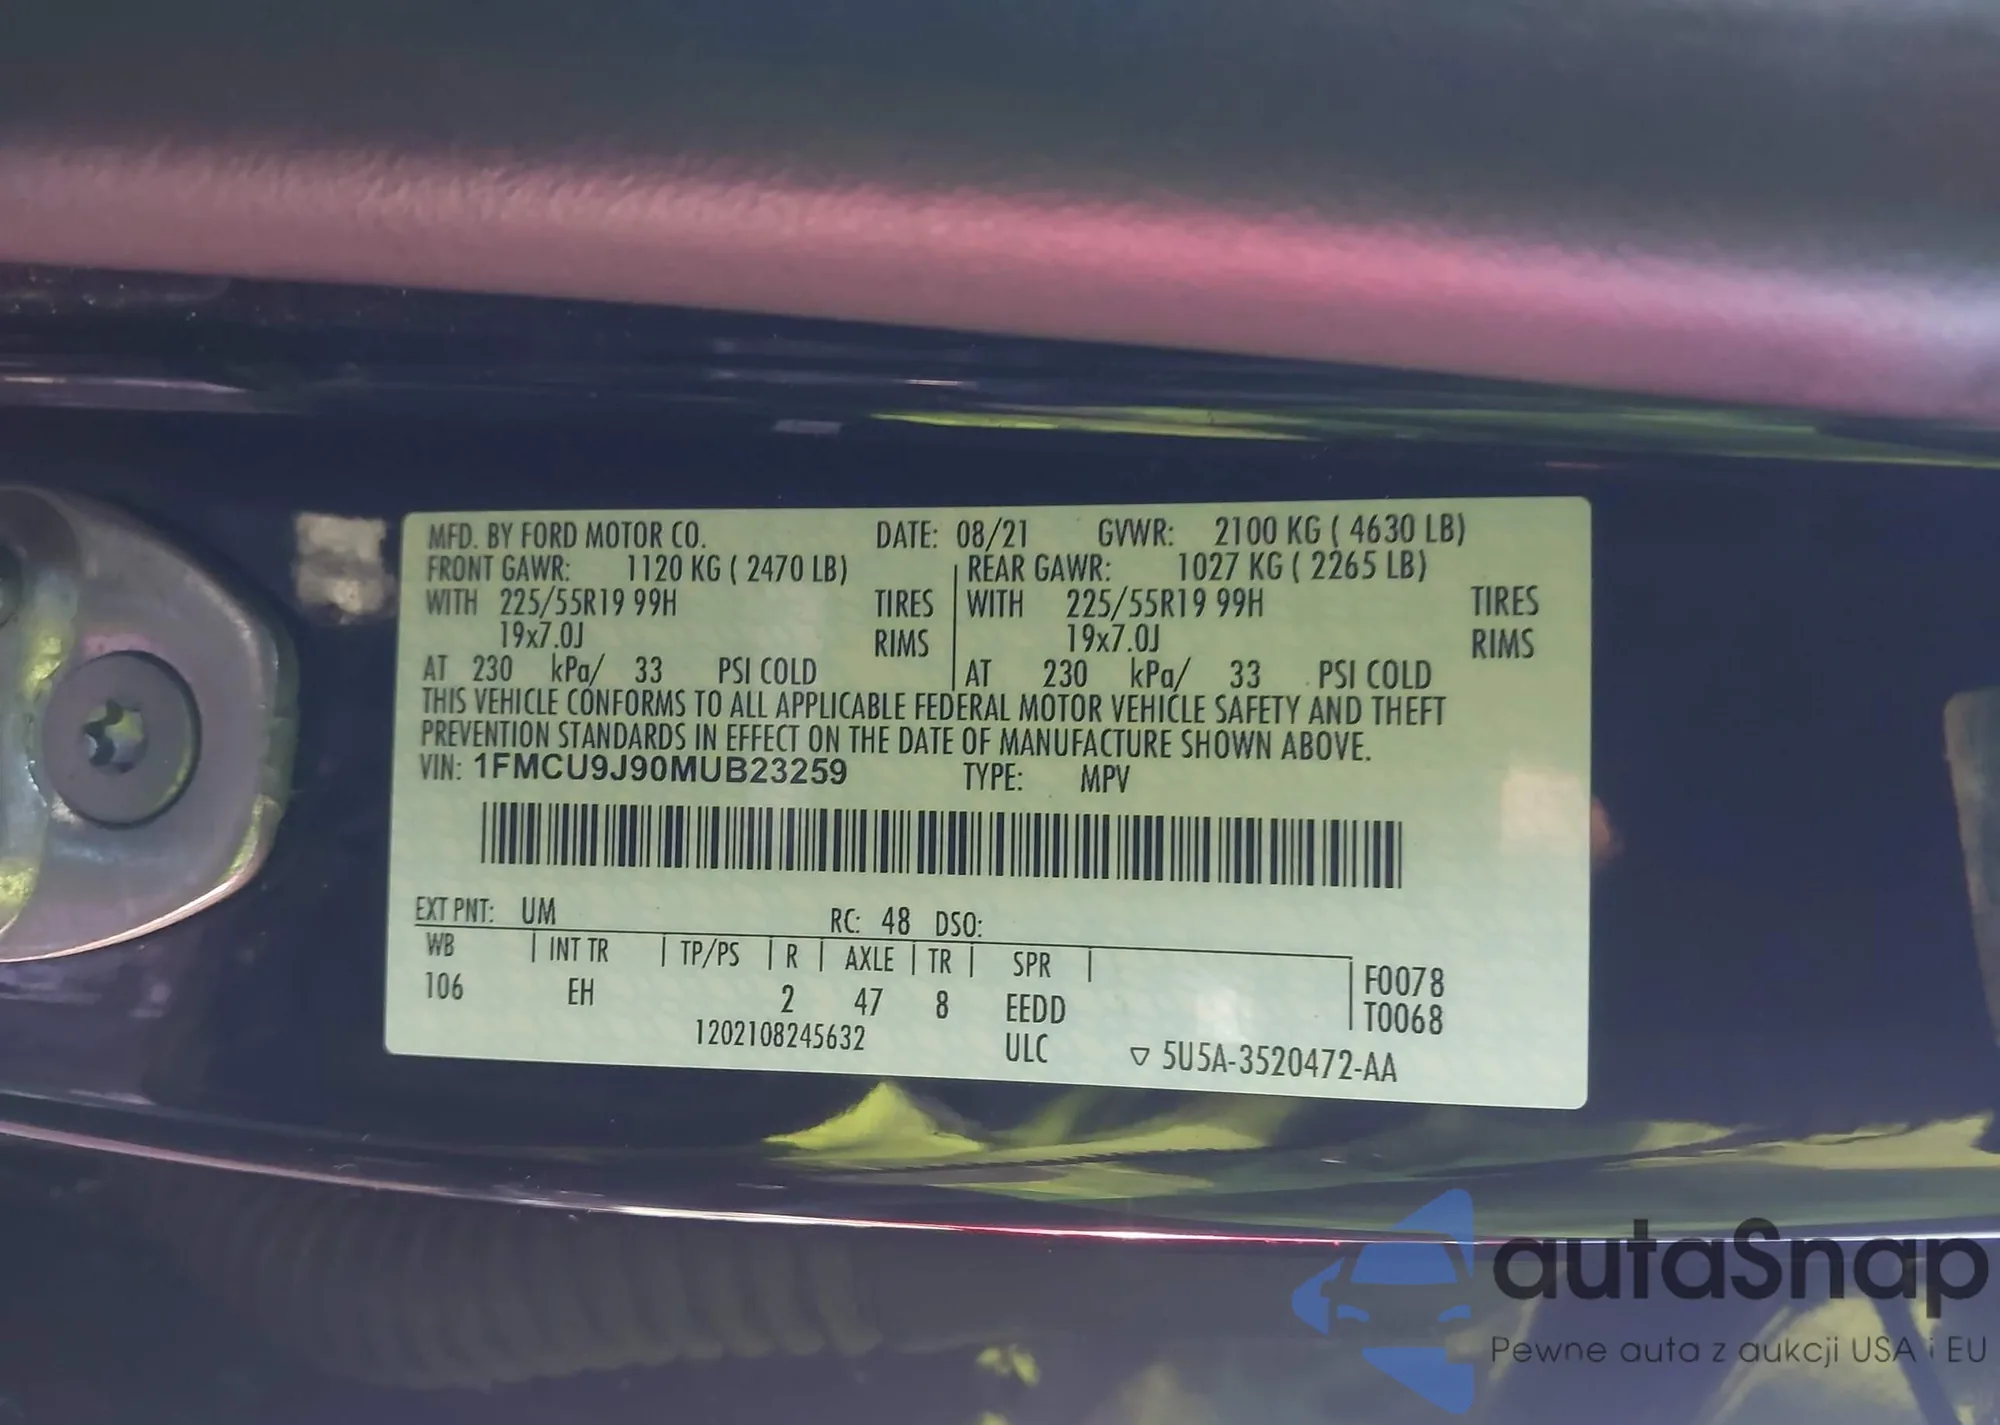 MFD. BY FORD MOTOR CO. DATE: 08/21 GVWR: 2100 KG ( 4630 LB)
FRONT GAWR: 1120 KG ( 2470 LB) REAR GAWR: 1027 KG ( 2265 LB)
WITH 225/55R19 99H TIRES WITH 225/55R19 99H TIRES
19x7.0J RIMS 19x7.0J RIMS
AT 230 kPa/ 33 PSI COLD AT 230 kPa/ 33 PSI COLD
THIS VEHICLE CONFORMS TO ALL APPLICABLE FEDERAL MOTOR VEHICLE SAFETY AND THEFT
PREVENTION STANDARDS IN EFFECT ON THE DATE OF MANUFACTURE SHOWN ABOVE.
VIN: 1FMCU9J90MUB23259 TYPE: MPV
EXT PNT: UM RC: 48 DSO:
WB INT TR TP/PS R AXLE TR SPR F0078
106 EH 2 47 8 EEDD T0068
1202108245632 ULC ▽ 5U5A-3520472-AA
autaSnap
Pewne auta z aukcji USA i EU